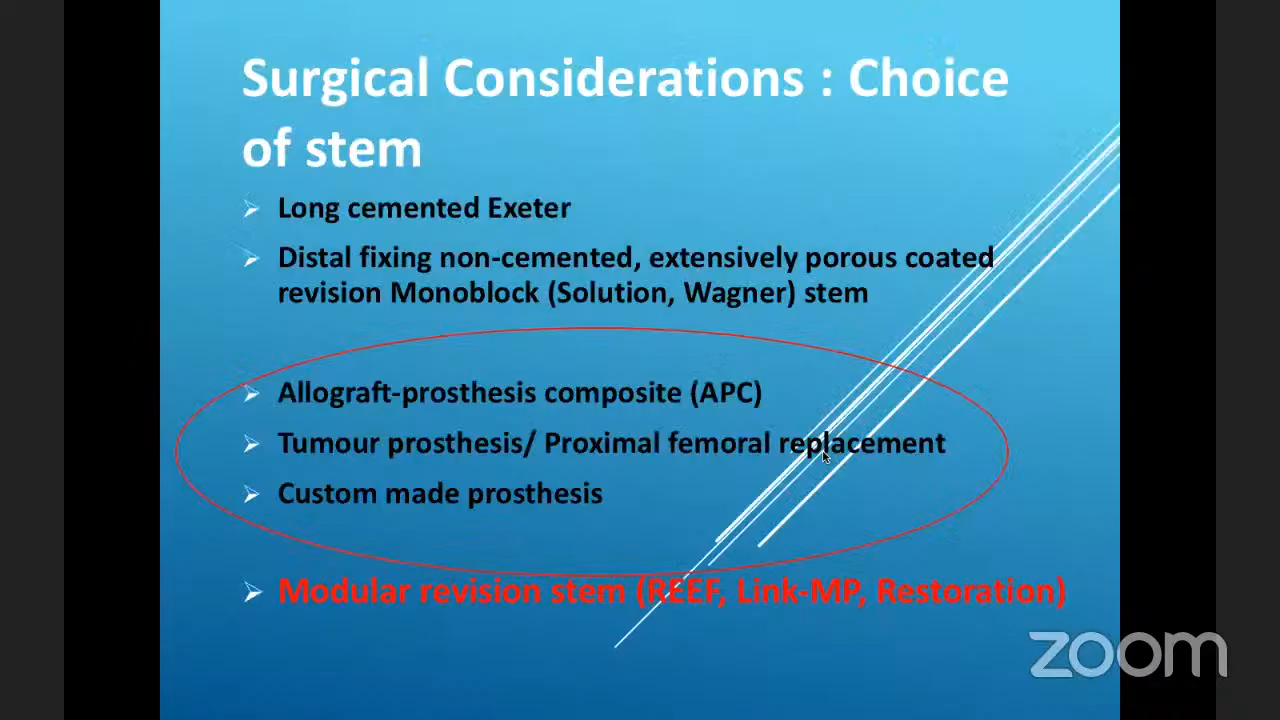 Surgical Considerations : Choice
of stem
Long cemented Exeter
Distal fixing non-cemented, extensively porous coated
revision Monoblock (Solution, Wagner) stem
Allograft-prosthesis composite (APC)
Tumour prosthesis/ Proximal femoral replacement
Custom made prosthesis
Modular revision stem (REEF, Link-MP, Restoration)
zoom